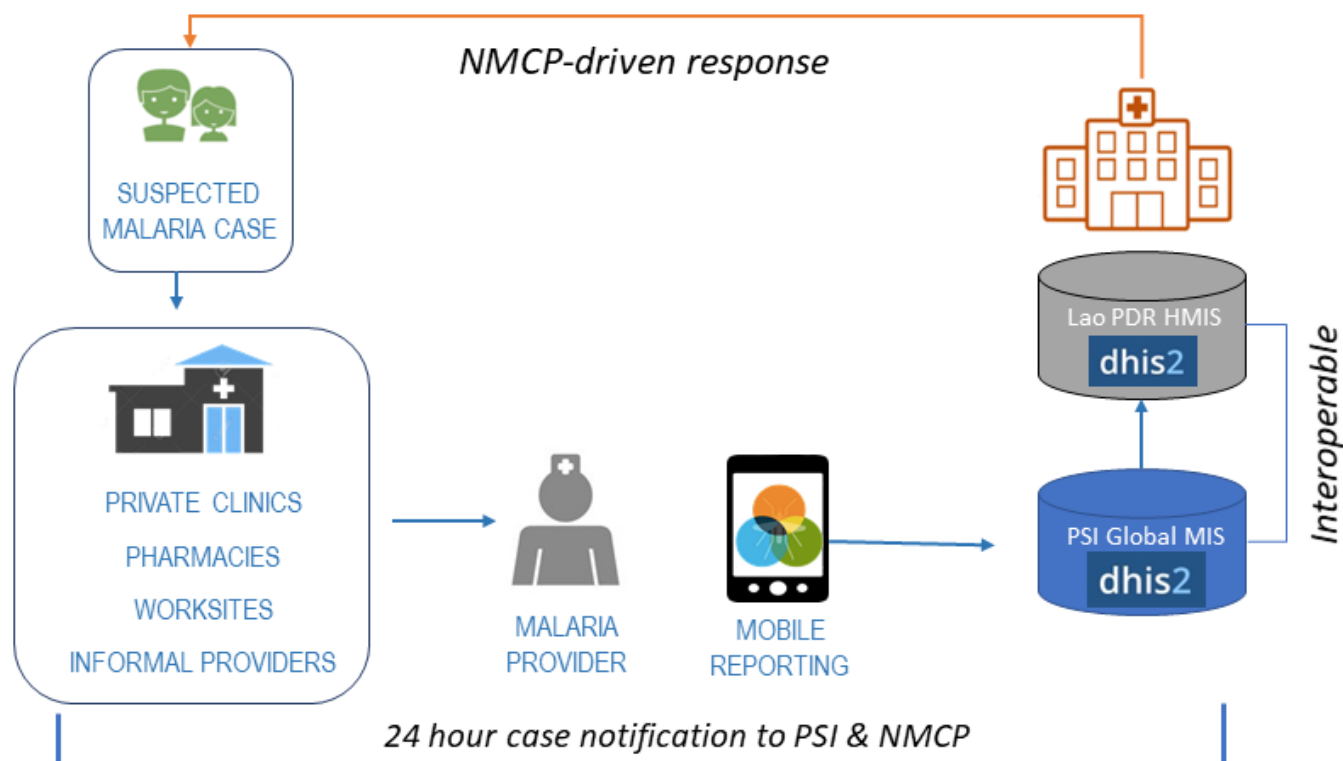 NMCP-driven response
SUSPECTED
MALARIA CASE
Lao PDR HMIS
dhis2
Interoperable
PRIVATE CLINICS
PHARMACIES
WORKSITES
INFORMAL PROVIDERS
MALARIA
PROVIDER
MOBILE
REPORTING
PSI Global MIS
dhis2
24 hour case notification to PSI & NMCP